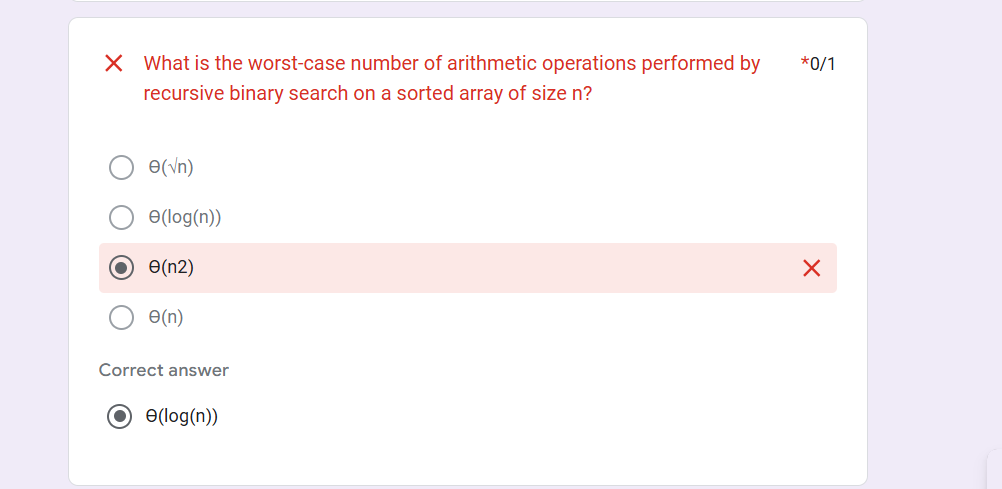 What is the worst-case number of arithmetic operations performed by *0/1
recursive binary search on a sorted array of size n?
Ɵ(√n)
Ɵ(log(n))
Ɵ(n2)
Ɵ(n)
Correct answer
Ɵ(log(n))